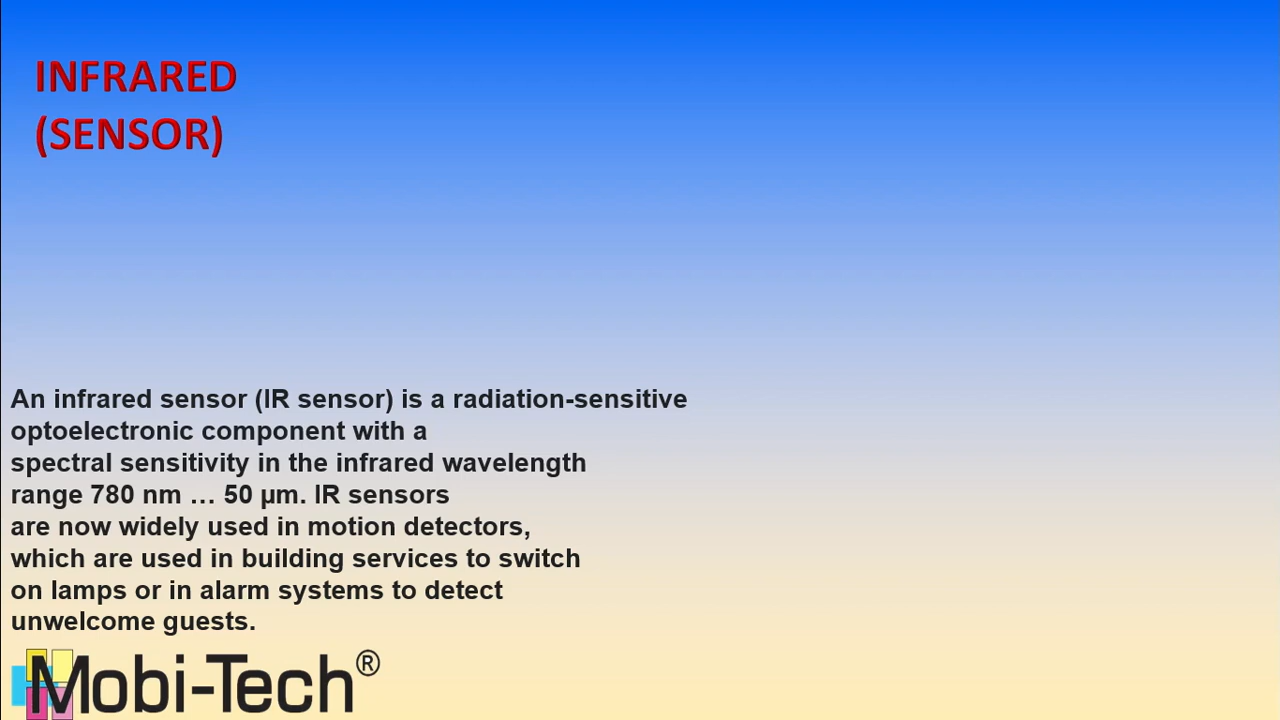 INFRARED
(SENSOR)
An infrared sensor (IR sensor) is a radiation-sensitive
optoelectronic component with a
spectral sensitivity in the infrared wavelength
range 780 nm … 50 µm. IR sensors
are now widely used in motion detectors,
which are used in building services to switch
on lamps or in alarm systems to detect
unwelcome guests.
Mobi-Tech®